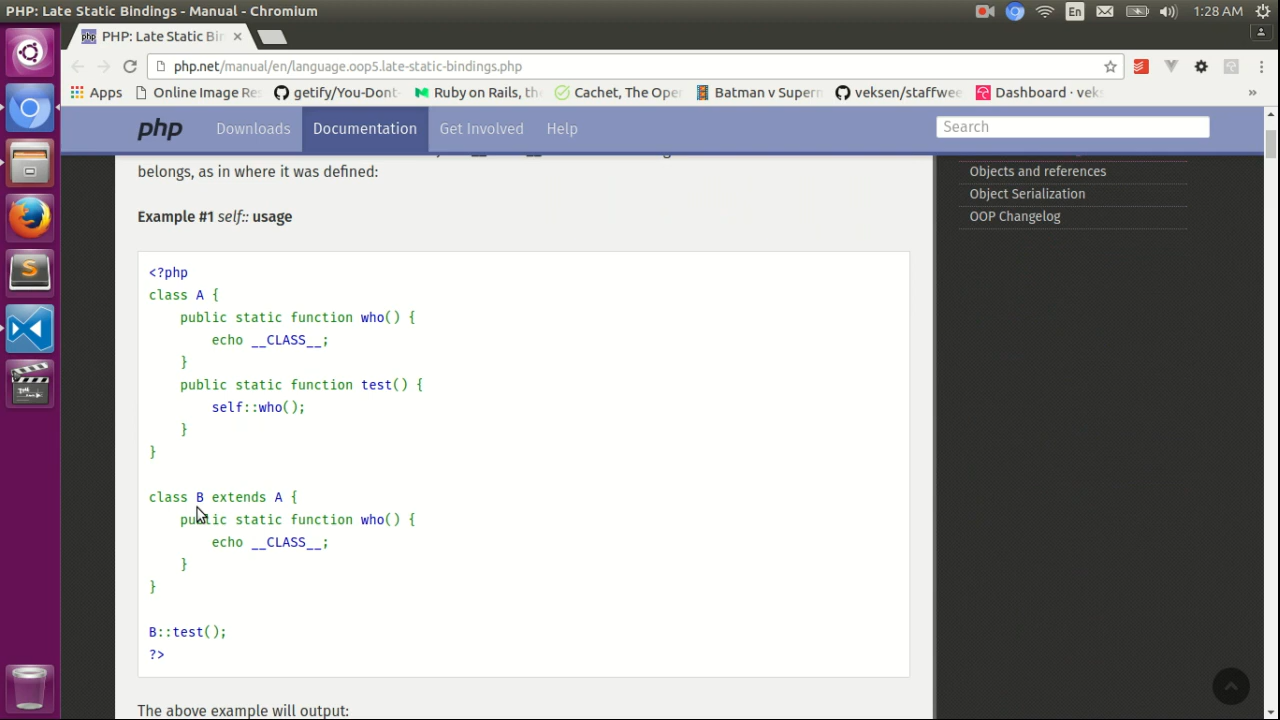 PHP: Late Static Bindings - Manual - Chromium
En
1:28 AM
php
PHP: Late Static Bin
php.net/manual/en/language.oop5.late-static-bindings.php
Apps
Online Image Re
getify/You-Dont-
Ruby on Rails, th
Cachet, The Ope
Batman v Superm
veksen/staffwee
Dashboard · vek
»
php
Downloads
Documentation
Get Involved
Help
Search
belongs, as in where it was defined:
Example #1 self:: usage
<?php
class A {
    public static function who() {
        echo __CLASS__;
    }
    public static function test() {
        self::who();
    }
}
class B extends A {
    public static function who() {
        echo __CLASS__;
    }
}
B::test();
?>
The above example will output:
Objects and references
Object Serialization
OOP Changelog